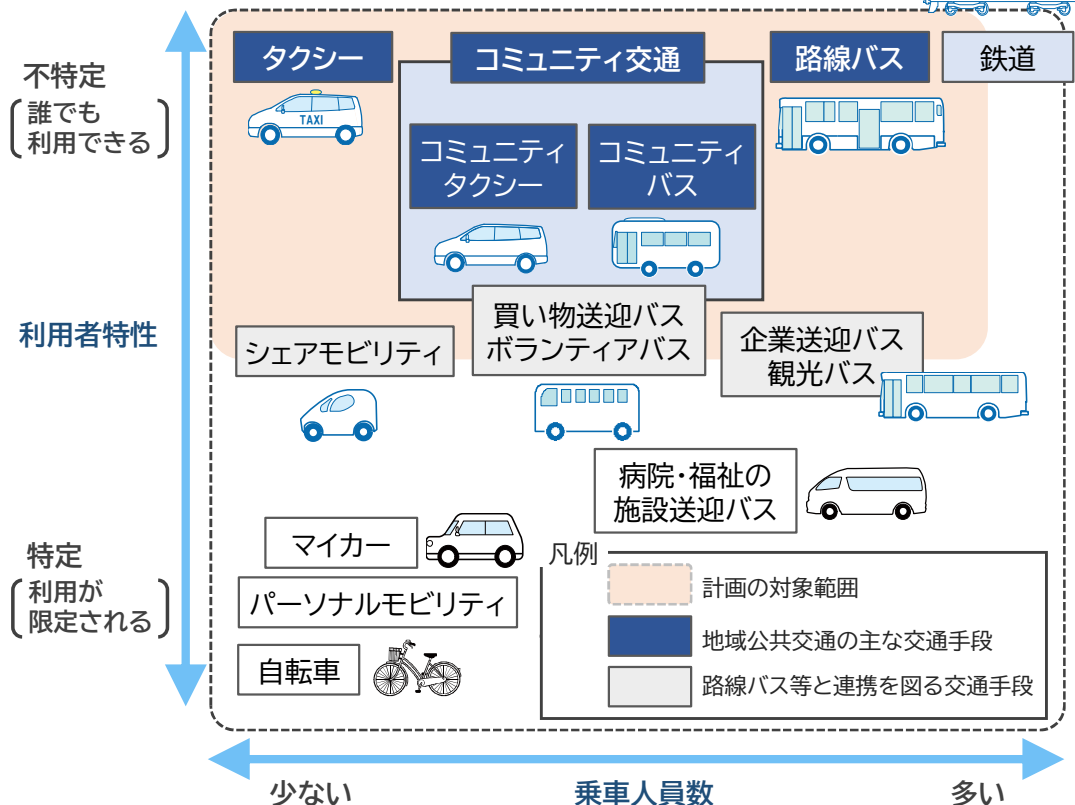 タクシー
コミュニティ交通
路線バス
鉄道
不特定
誰でも
利用できる
TAXI
コミュニティ
タクシー
コミュニティ
バス
利用者特性
シェアモビリティ
買い物送迎バス
ボランティアバス
企業送迎バス
観光バス
病院・福祉の
施設送迎バス
マイカー
特定
利用が
限定される
パーソナルモビリティ
自転車
凡例
計画の対象範囲
地域公共交通の主な交通手段
路線バス等と連携を図る交通手段
少ない
乗車人員数
多い